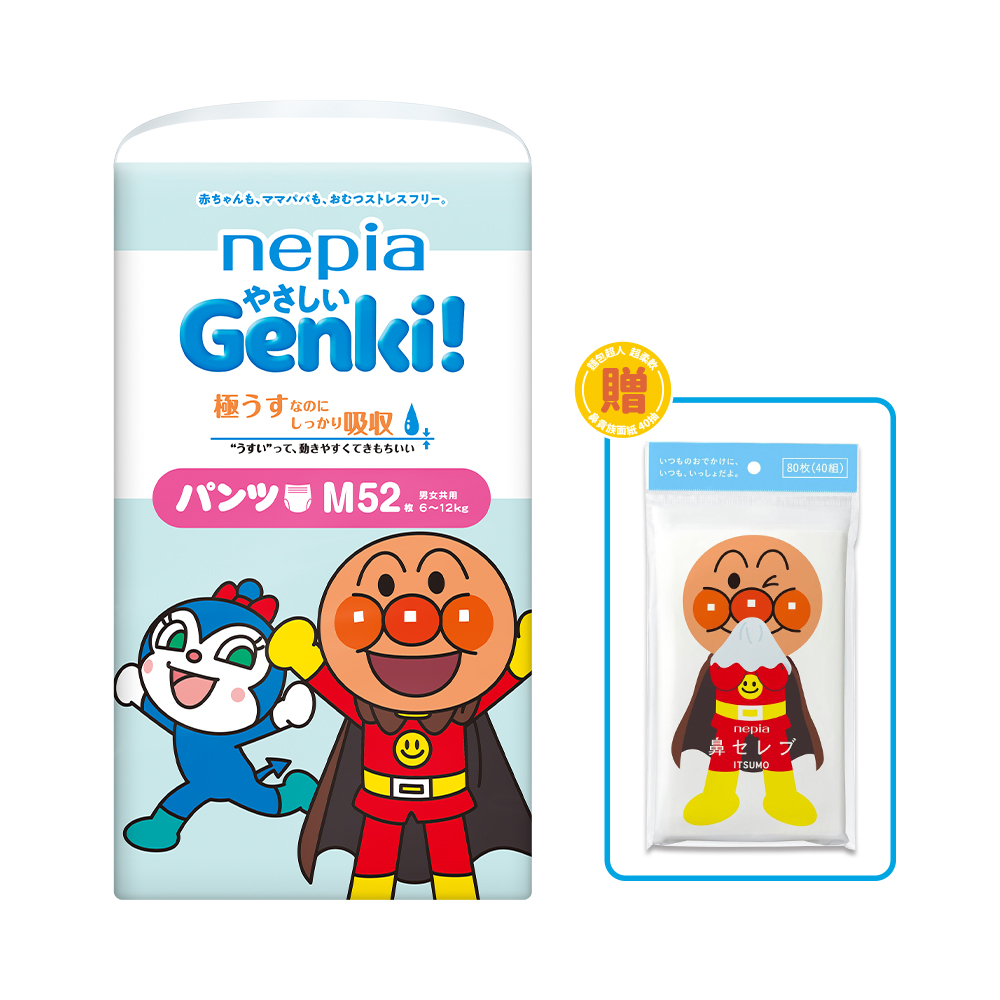 赤ちゃんも、ママパパも、おむつストレスフリー。
nepia
やさしい
Genki!
極うすなのに
しっかり吸収
“うすい”って、動きやすくてきもちいい
パンツ M52枚 男女共用
6～12kg
麵包超人 超柔軟
贈
鼻貴族面紙 40抽
いつものおでかけに、
いつも、いっしょだよ。
80枚(40組)
nepia
鼻セレブ
ITSUMO